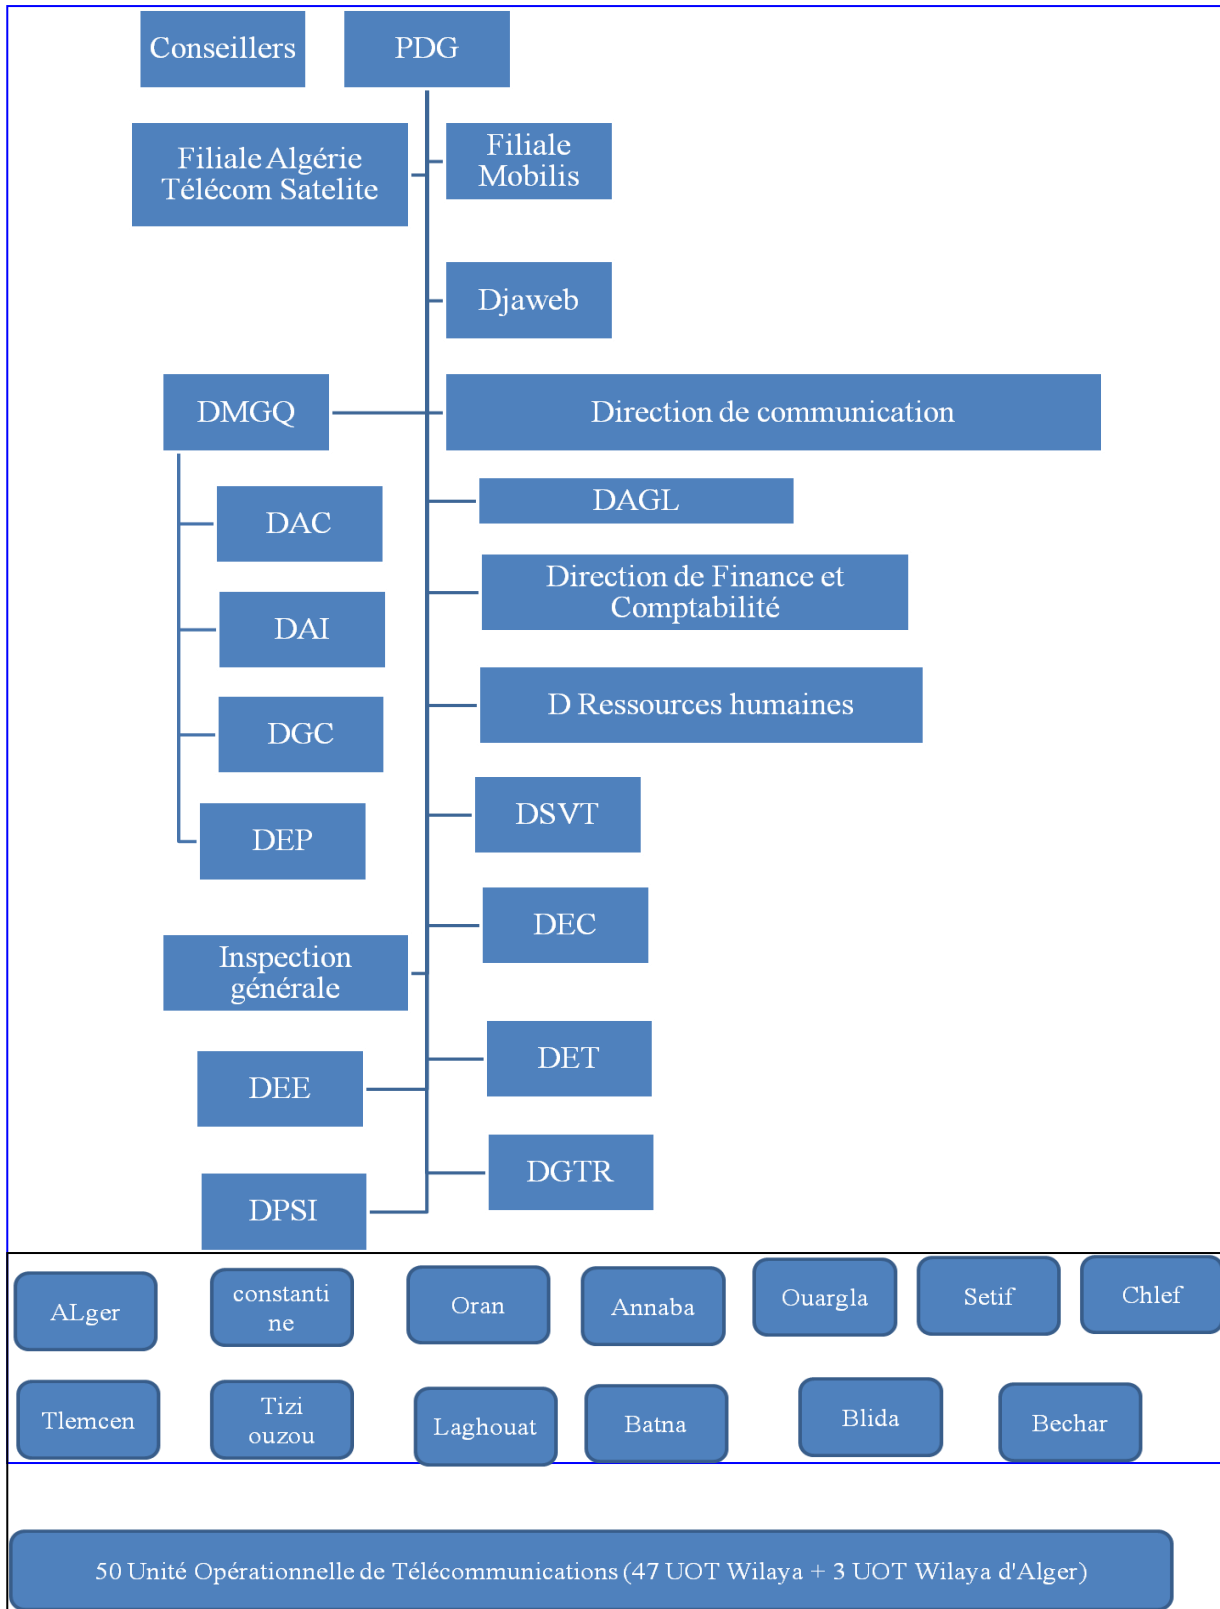 Conseillers
PDG
Filiale Algérie
Télécom Satelite
Filiale
Mobilis
Djaweb
DMGQ
Direction de communication
DAC
DAGL
DAI
Direction de Finance et
Comptabilité
DGC
D Ressources humaines
DEP
DSVT
DEC
Inspection
générale
DEE
DET
DPSI
DGTR
ALger
constanti
ne
Oran
Annaba
Ouargla
Setif
Chlef
Tlemcen
Tizi
ouzou
Laghouat
Batna
Blida
Bechar
50 Unité Opérationnelle de Télécommunications (47 UOT Wilaya + 3 UOT Wilaya d'Alger)